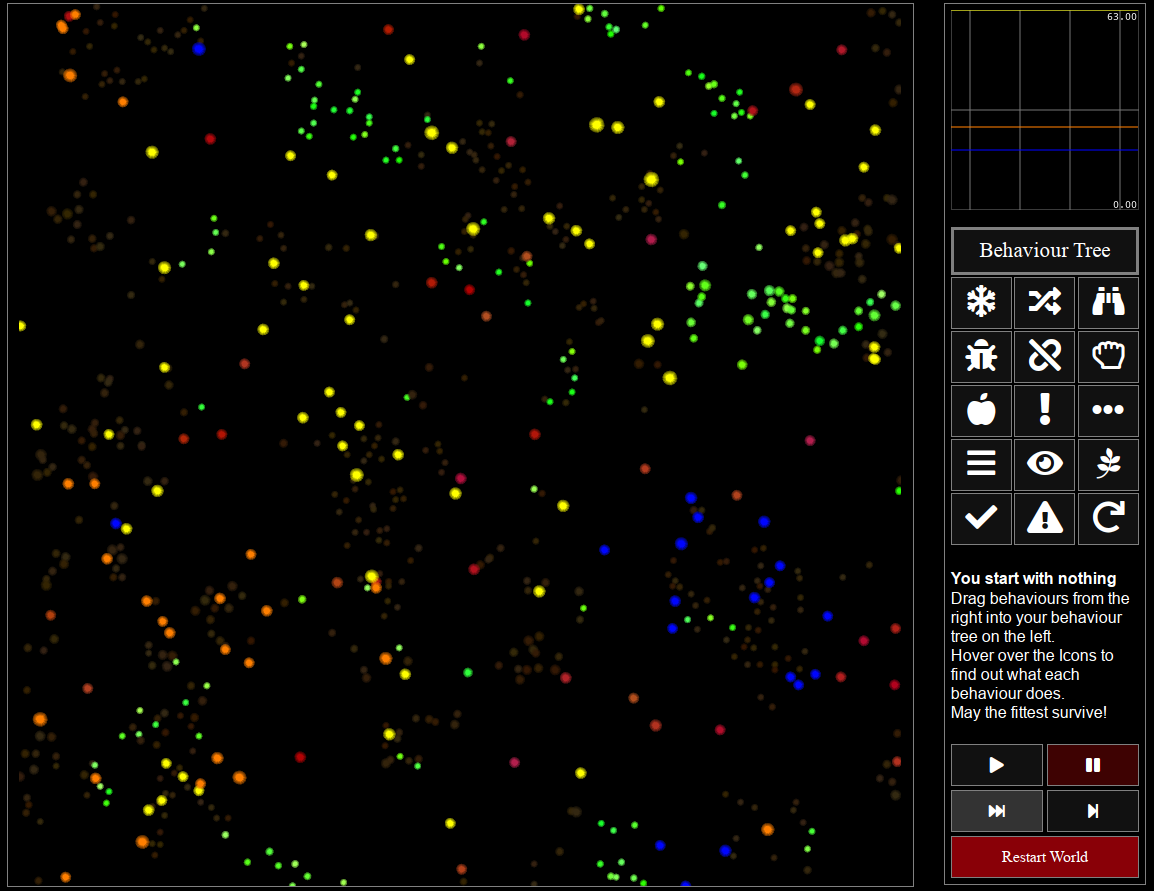 63.00
0.00
Behaviour Tree
You start with nothing
Drag behaviours from the
right into your behaviour
tree on the left.
Hover over the Icons to
find out what each
behaviour does.
May the fittest survive!
Restart World